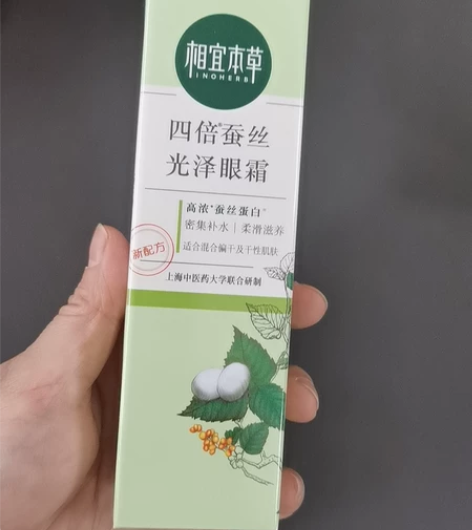 相宜本草
INOHERB
四倍®蚕丝
光泽眼霜
高浓"蚕丝蛋白"
密集补水｜柔滑滋养
适合混合偏干及干性肌肤
新配方
上海中医药大学联合研制